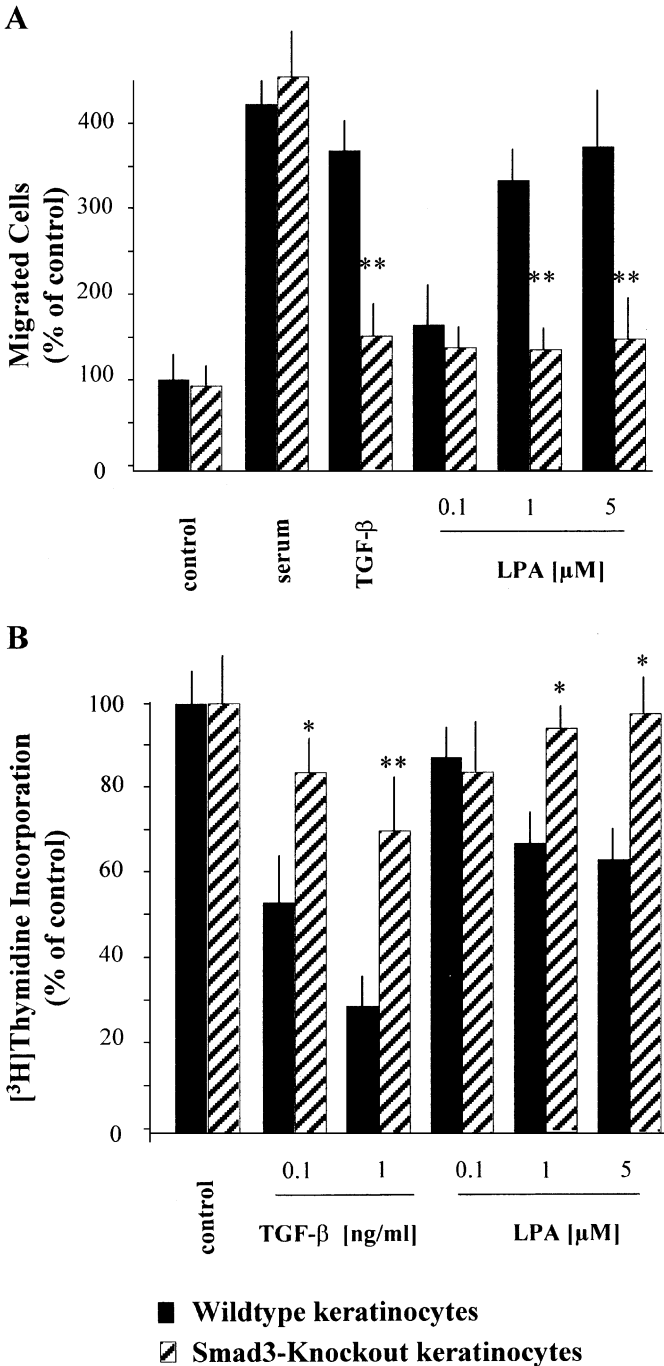 A
Migrated Cells
(% of control)
400
300
200
100
0
**
**
**
control
serum
TGF-β
0.1 1 5
LPA [µM]
B
[³H]Thymidine Incorporation
(% of control)
100
80
60
40
20
0
*
**
*
*
control
0.1 1
TGF-β [ng/ml]
0.1 1 5
LPA [µM]
Wildtype keratinocytes
Smad3-Knockout keratinocytes